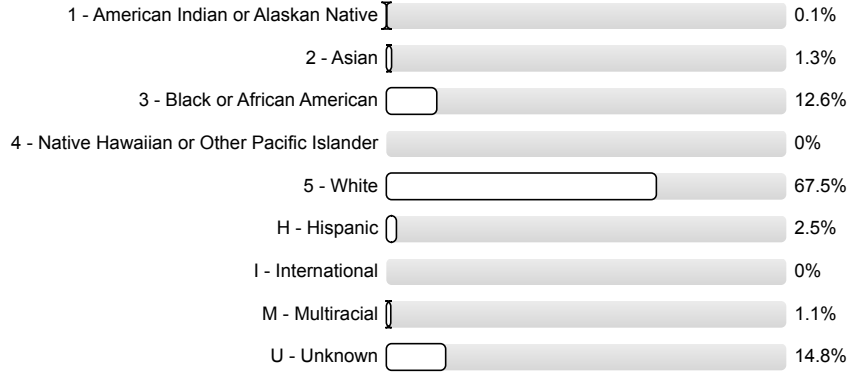 1 - American Indian or Alaskan Native 0.1%
2 - Asian 1.3%
3 - Black or African American 12.6%
4 - Native Hawaiian or Other Pacific Islander 0%
5 - White 67.5%
H - Hispanic 2.5%
I - International 0%
M - Multiracial 1.1%
U - Unknown 14.8%